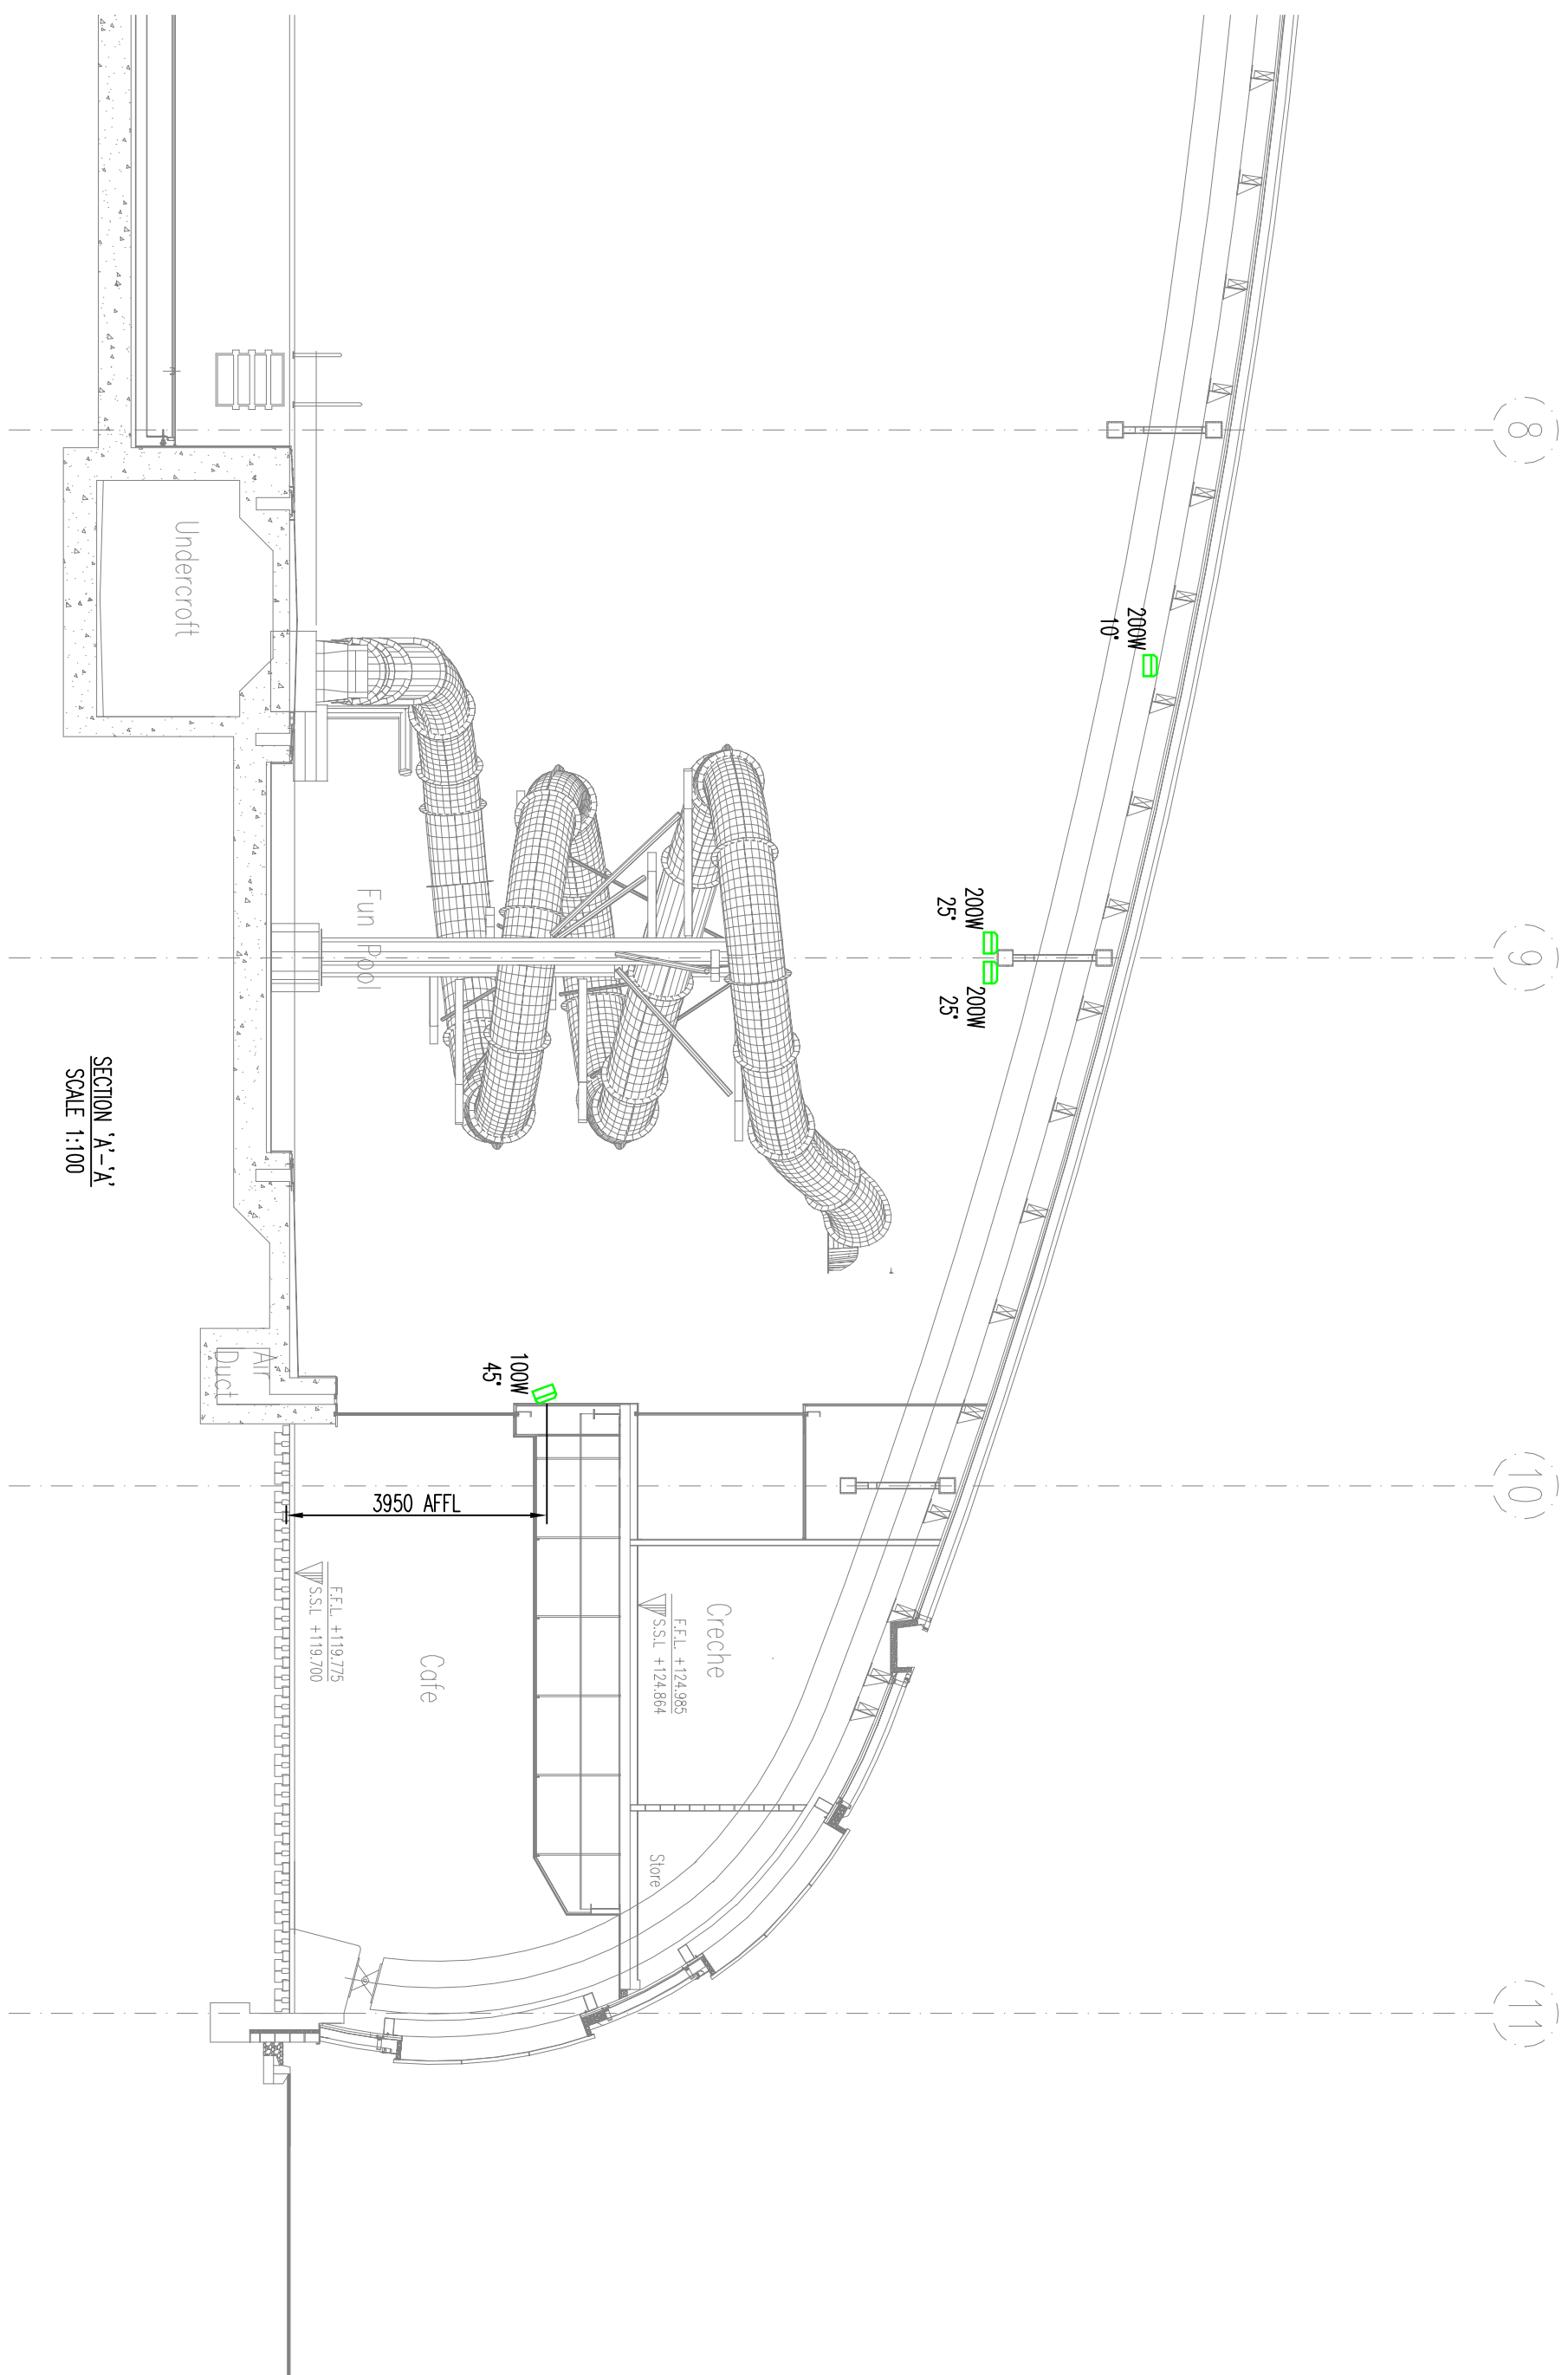 8
9
10
11
200W
10°
200W
25°
200W
25°
100W
45°
Undercroft
Fun Pool
Air
Duct
Creche
F.F.L. +124.985
S.S.L +124.864
Store
3950 AFFL
Cafe
F.F.L. +119.775
S.S.L +119.700
SECTION 'A'-'A'
SCALE 1:100